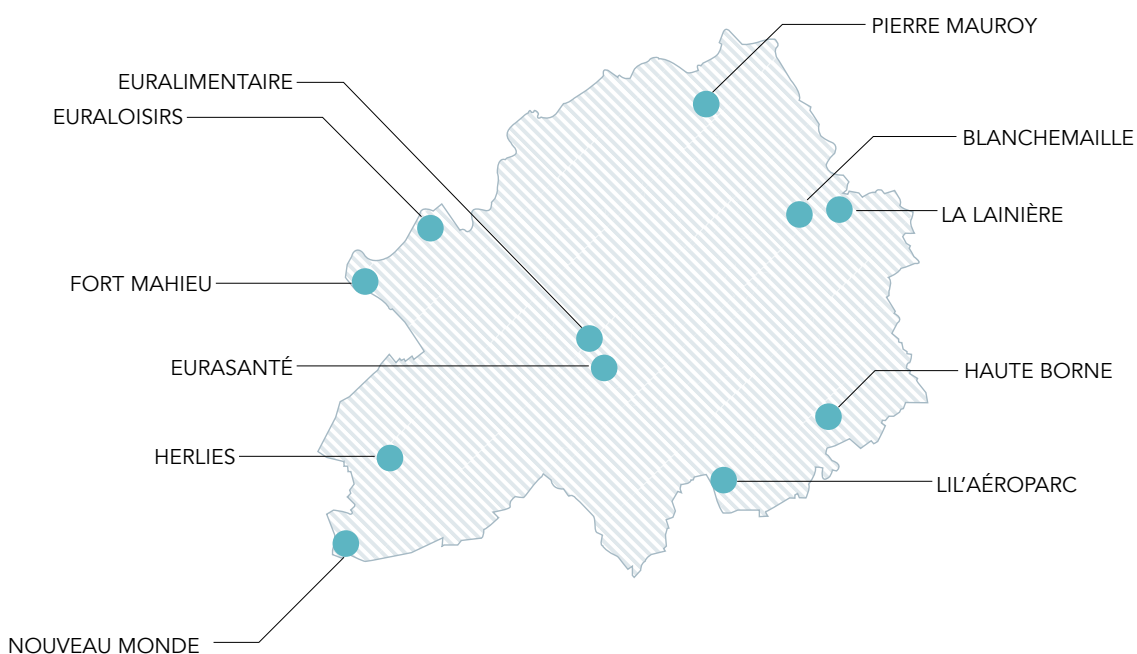 PIERRE MAUROY
EURALIMENTAIRE
EURALOISIRS
BLANCHEMAILLE
LA LAINIÈRE
FORT MAHIEU
EURASANTÉ
HAUTE BORNE
HERLIES
LIL'AÉROPARC
NOUVEAU MONDE